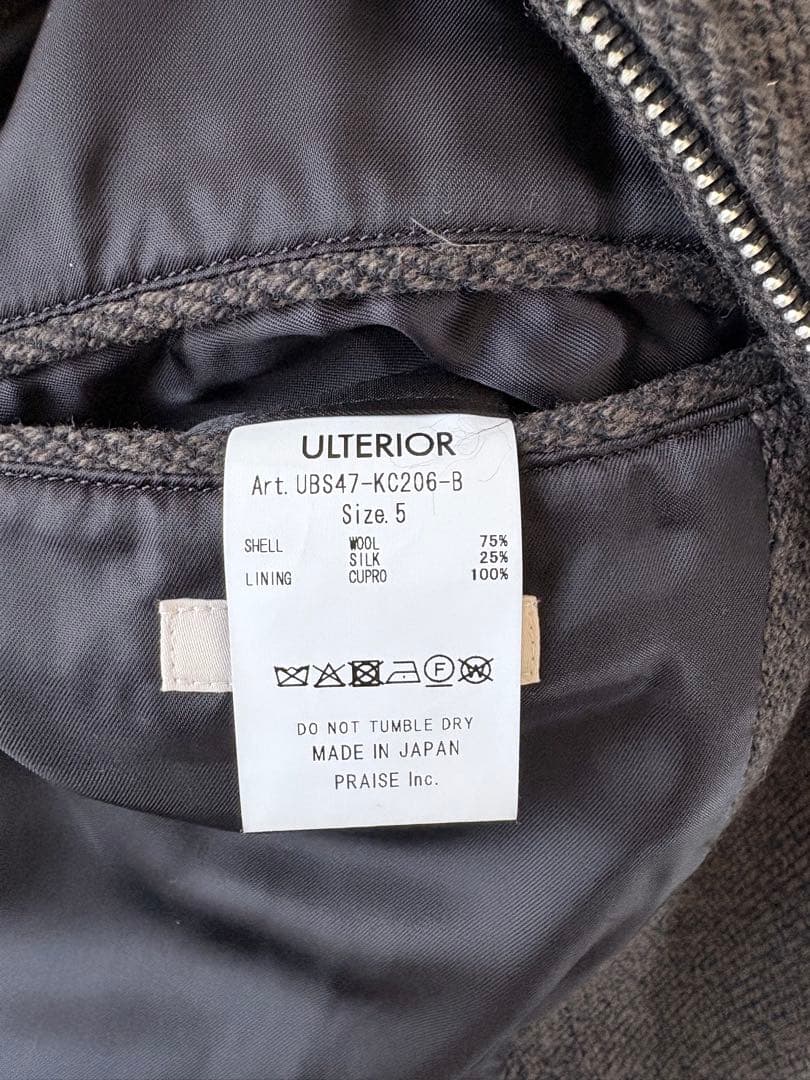 ULTERIOR
Art. UBS47-KC206-B
Size. 5
SHELL WOOL 75%
SILK 25%
LINING CUPRO 100%
F W
DO NOT TUMBLE DRY
MADE IN JAPAN
PRAISE Inc.